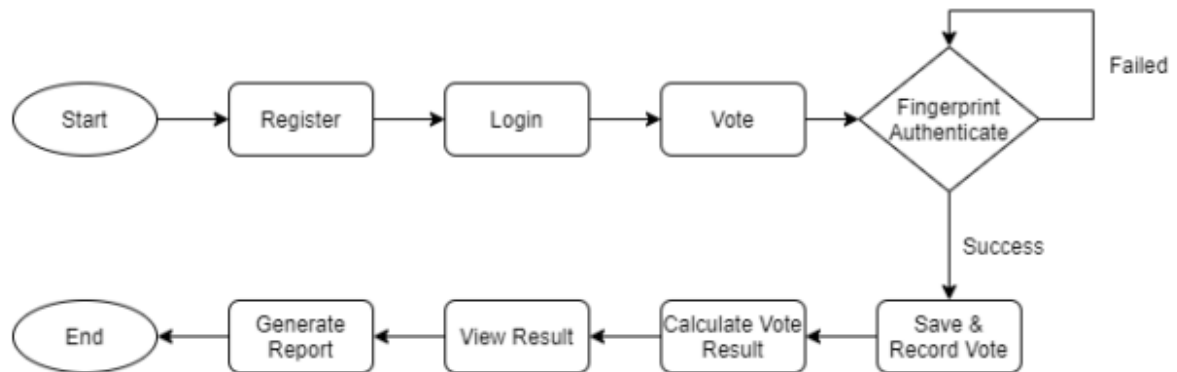 Start
Register
Login
Vote
Fingerprint
Authenticate
Failed
Success
End
Generate
Report
View Result
Calculate Vote
Result
Save &
Record Vote